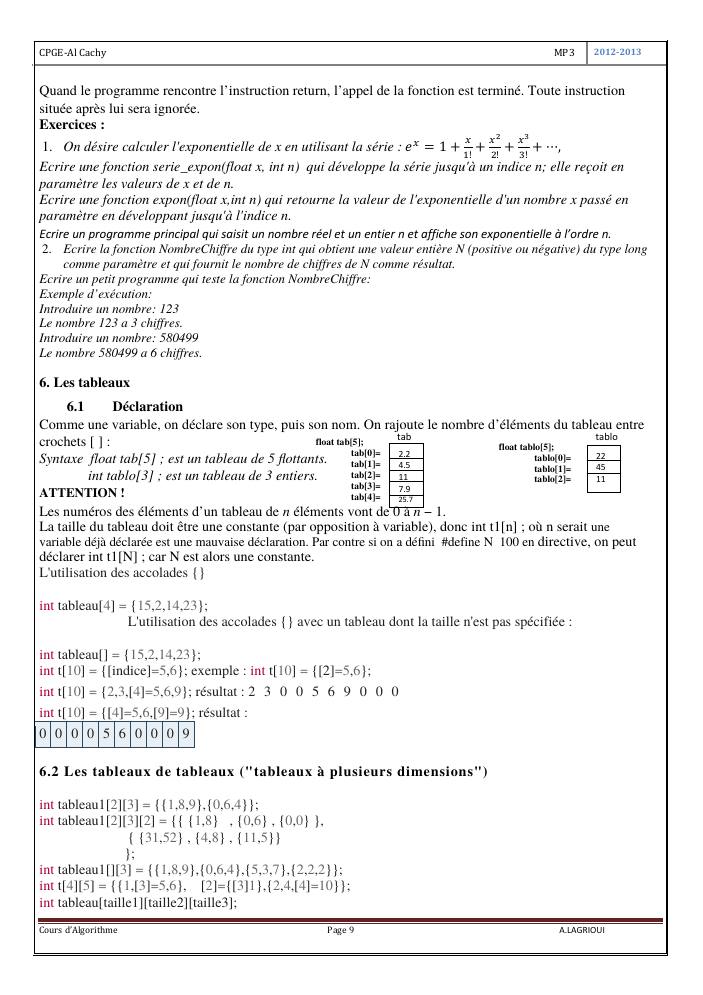 CPGE-Al Cachy MP3 2012-2013
Quand le programme rencontre l’instruction return, l’appel de la fonction est terminé. Toute instruction
située après lui sera ignorée.
Exercices :
1. On désire calculer l'exponentielle de x en utilisant la série : e^x = 1 + x/1! + x^2/2! + x^3/3! + ⋯,
Ecrire une fonction serie_expon(float x, int n) qui développe la série jusqu'à un indice n; elle reçoit en
paramètre les valeurs de x et de n.
Ecrire une fonction expon(float x,int n) qui retourne la valeur de l'exponentielle d'un nombre x passé en
paramètre en développant jusqu'à l'indice n.
Ecrire un programme principal qui saisit un nombre réel et un entier n et affiche son exponentielle à l’ordre n.
2. Ecrire la fonction NombreChiffre du type int qui obtient une valeur entière N (positive ou négative) du type long
comme paramètre et qui fournit le nombre de chiffres de N comme résultat.
Ecrire un petit programme qui teste la fonction NombreChiffre:
Exemple d’exécution:
Introduire un nombre: 123
Le nombre 123 a 3 chiffres.
Introduire un nombre: 580499
Le nombre 580499 a 6 chiffres.
6. Les tableaux
6.1 Déclaration
Comme une variable, on déclare son type, puis son nom. On rajoute le nombre d’éléments du tableau entre
crochets [ ] :
Syntaxe float tab[5] ; est un tableau de 5 flottants.
int tablo[3] ; est un tableau de 3 entiers.
float tab[5]; tab
tab[0]= 2.2
tab[1]= 4.5
tab[2]= 11
tab[3]= 7.9
tab[4]= 25.7
float tablo[5]; tablo
tablo[0]= 22
tablo[1]= 45
tablo[2]= 11
ATTENTION !
Les numéros des éléments d’un tableau de n éléments vont de 0 à n − 1.
La taille du tableau doit être une constante (par opposition à variable), donc int t1[n] ; où n serait une
variable déjà déclarée est une mauvaise déclaration. Par contre si on a défini #define N 100 en directive, on peut
déclarer int t1[N] ; car N est alors une constante.
L'utilisation des accolades {}
int tableau[4] = {15,2,14,23};
L'utilisation des accolades {} avec un tableau dont la taille n'est pas spécifiée :
int tableau[] = {15,2,14,23};
int t[10] = {[indice]=5,6}; exemple : int t[10] = {[2]=5,6};
int t[10] = {2,3,[4]=5,6,9}; résultat : 2 3 0 0 5 6 9 0 0 0
int t[10] = {[4]=5,6,[9]=9}; résultat :
0 0 0 0 5 6 0 0 0 9
6.2 Les tableaux de tableaux ("tableaux à plusieurs dimensions")
int tableau1[2][3] = {{1,8,9},{0,6,4}};
int tableau1[2][3][2] = {{ {1,8} , {0,6} , {0,0} },
{ {31,52} , {4,8} , {11,5}}
};
int tableau1[][3] = {{1,8,9},{0,6,4},{5,3,7},{2,2,2}};
int t[4][5] = {{1,[3]=5,6}, [2]={[3]1},{2,4,[4]=10}};
int tableau[taille1][taille2][taille3];
Cours d’Algorithme Page 9 A.LAGRIOUI